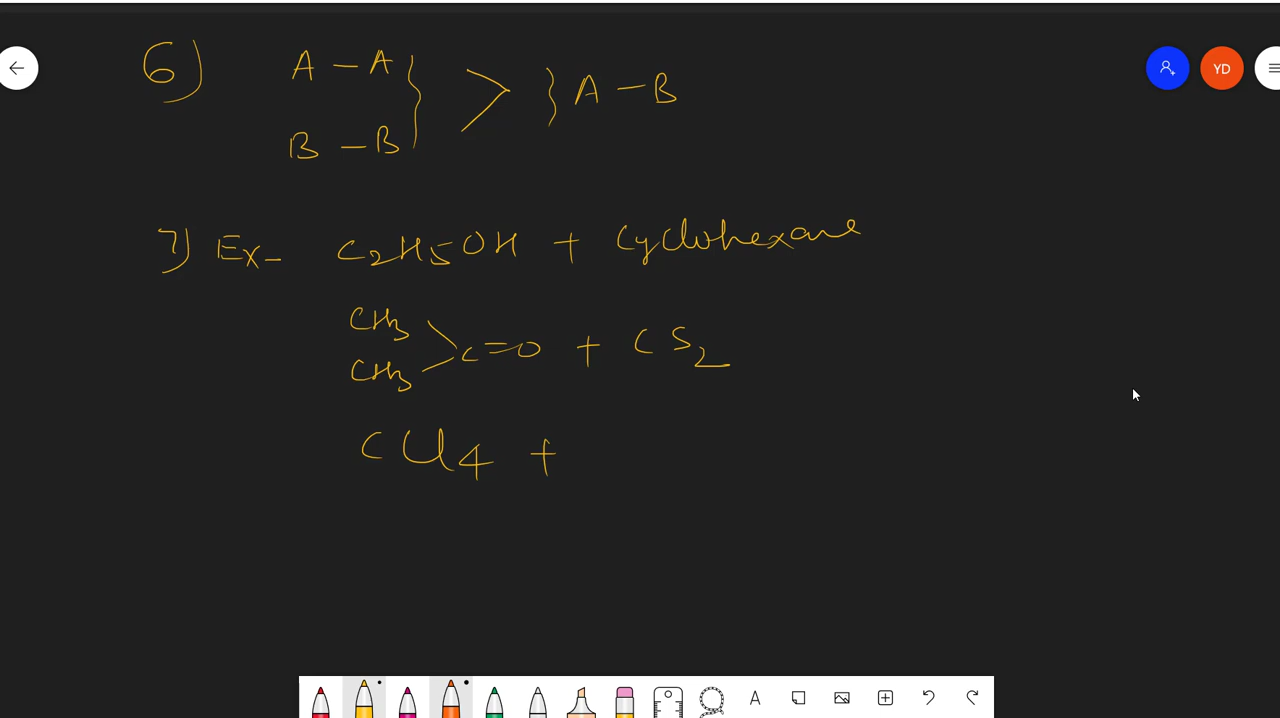 6) A - A } > } A - B
B - B
7) Ex- C2H5OH + Cyclohexane
CH3 > C=O + CS2
CH3
CCl4 +
YD
A